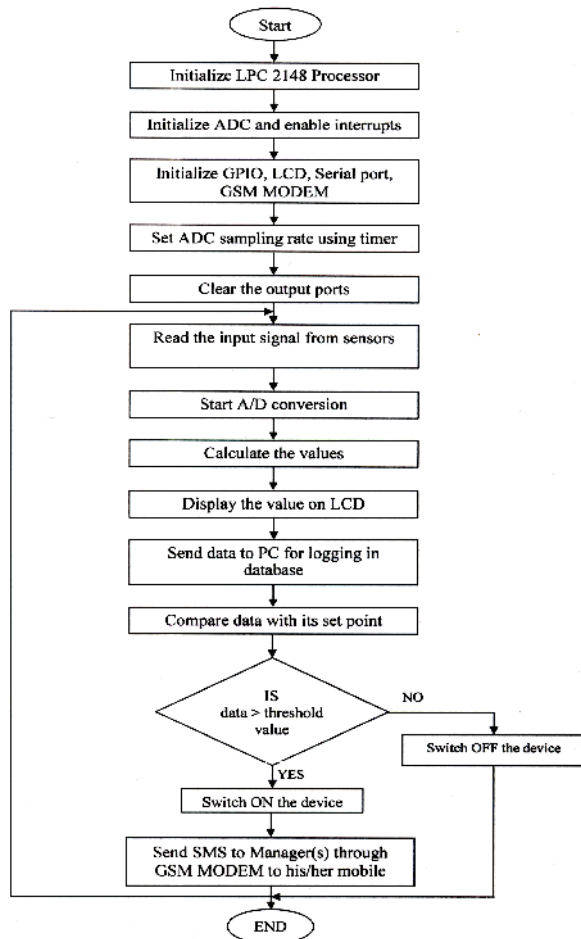 Start
Initialize LPC 2148 Processor
Initialize ADC and enable interrupts
Initialize GPIO, LCD, Serial port,
GSM MODEM
Set ADC sampling rate using timer
Clear the output ports
Read the input signal from sensors
Start A/D conversion
Calculate the values
Display the value on LCD
Send data to PC for logging in
database
Compare data with its set point
IS
data > threshold
value
NO
Switch OFF the device
YES
Switch ON the device
Send SMS to Manager(s) through
GSM MODEM to his/her mobile
END